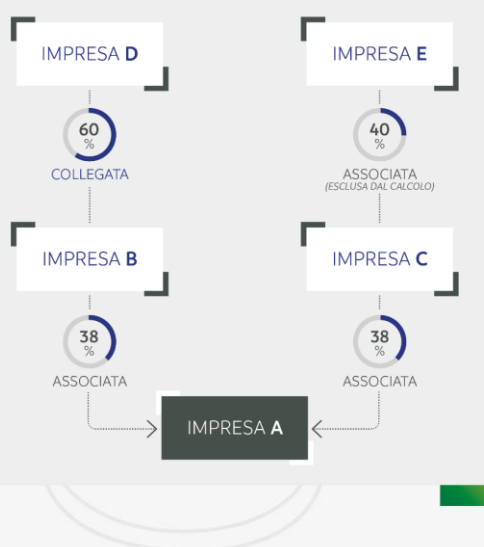 IMPRESA D
IMPRESA E
60
%
COLLEGATA
40
%
ASSOCIATA
(ESCLUSA DAL CALCOLO)
IMPRESA B
IMPRESA C
38
%
ASSOCIATA
38
%
ASSOCIATA
IMPRESA A